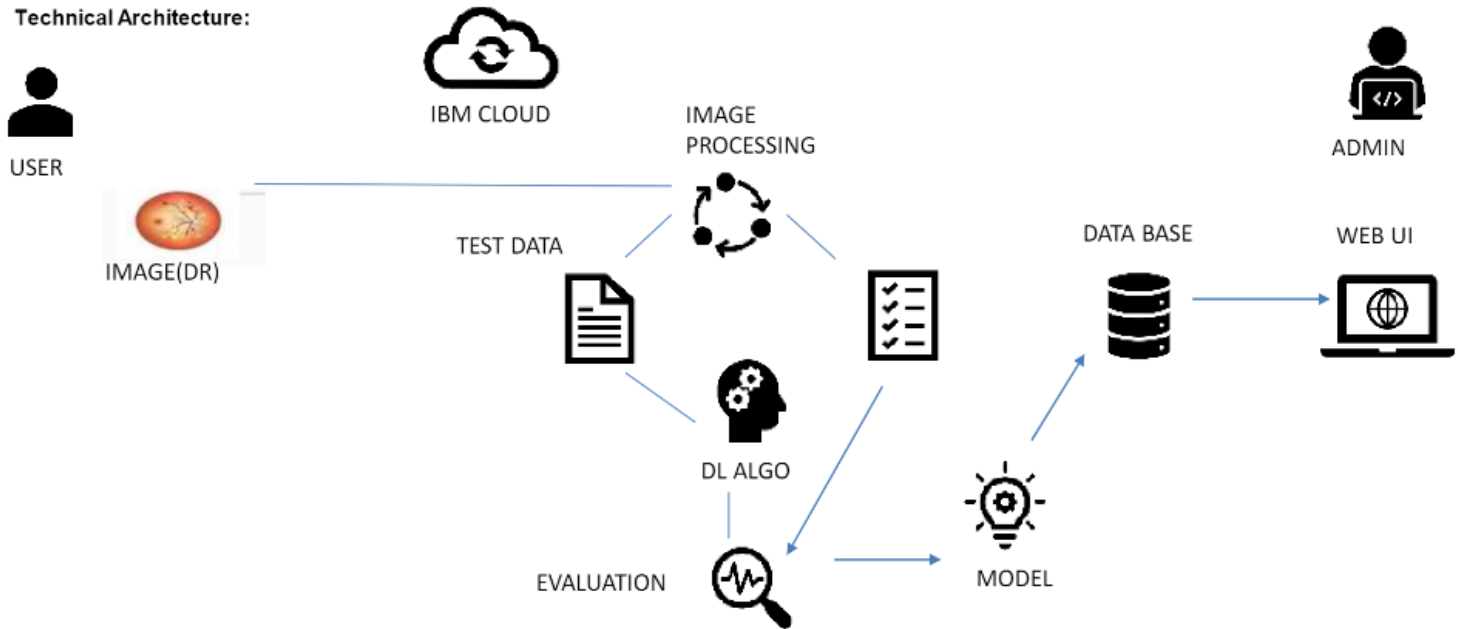 Technical Architecture:
USER
IMAGE(DR)
IBM CLOUD
IMAGE
PROCESSING
TEST DATA
DL ALGO
EVALUATION
MODEL
DATA BASE
ADMIN
</>
WEB UI